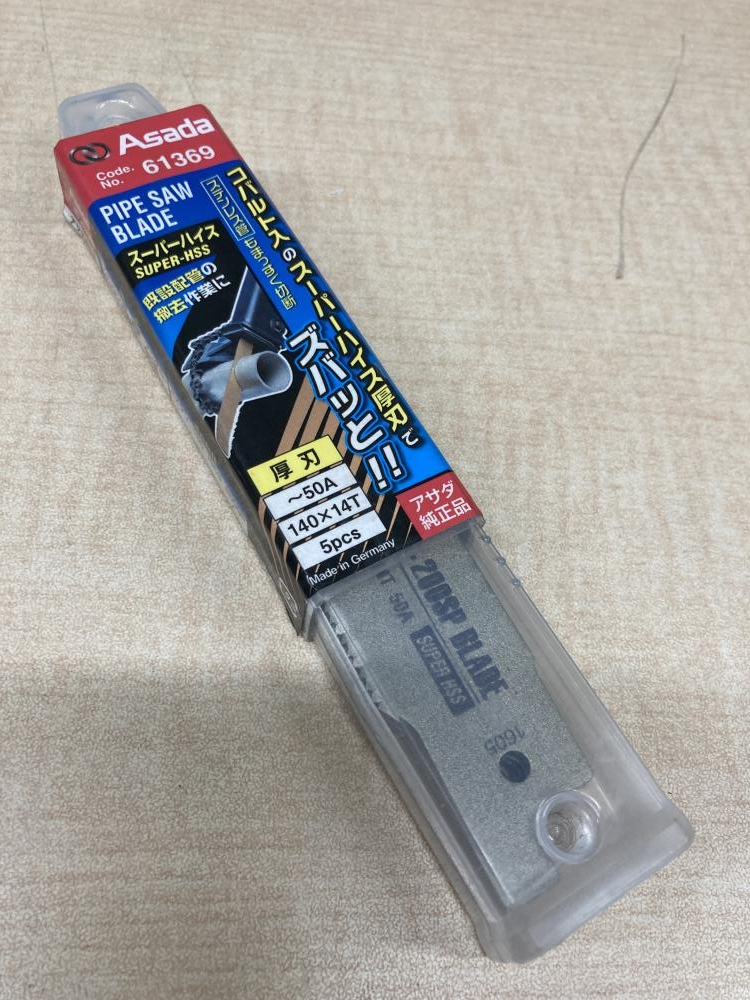 Asada
Code.
No. 61369
PIPE SAW
BLADE
スーパーハイス
SUPER-HSS
既設配管の
撤去作業に
コバルト入のスーパーハイス厚刃で
ズバッと!!
厚刃
~50A
140×14T
5pcs
Made in Germany
アサダ
純正品
200SP BLADE
50A
SUPER HSS
1605